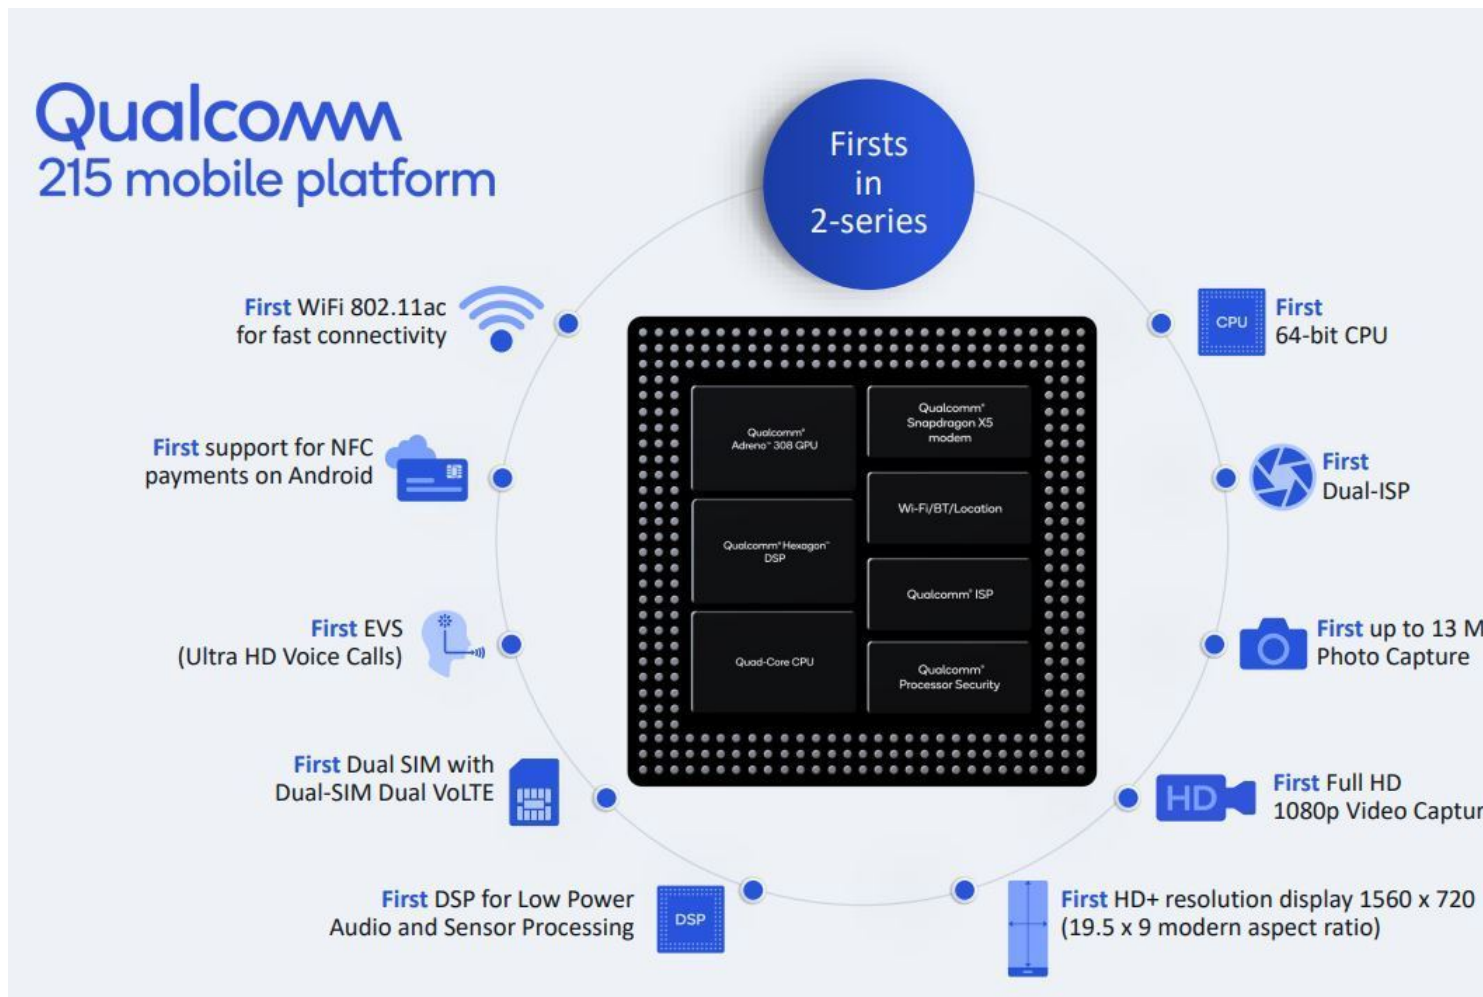 Qualcomm
215 mobile platform
Firsts
in
2-series
First WiFi 802.11ac
for fast connectivity
First support for NFC
payments on Android
First EVS
(Ultra HD Voice Calls)
First Dual SIM with
Dual-SIM Dual VoLTE
First DSP for Low Power
Audio and Sensor Processing
DSP
Qualcomm®
Adreno™ 308 GPU
Qualcomm® Hexagon™
DSP
Quad-Core CPU
Qualcomm®
Snapdragon X5
modem
Wi-Fi/BT/Location
Qualcomm® ISP
Qualcomm®
Processor Security
CPU
First
64-bit CPU
First
Dual-ISP
First up to 13 M
Photo Capture
HD
First Full HD
1080p Video Captur
First HD+ resolution display 1560 x 720
(19.5 x 9 modern aspect ratio)